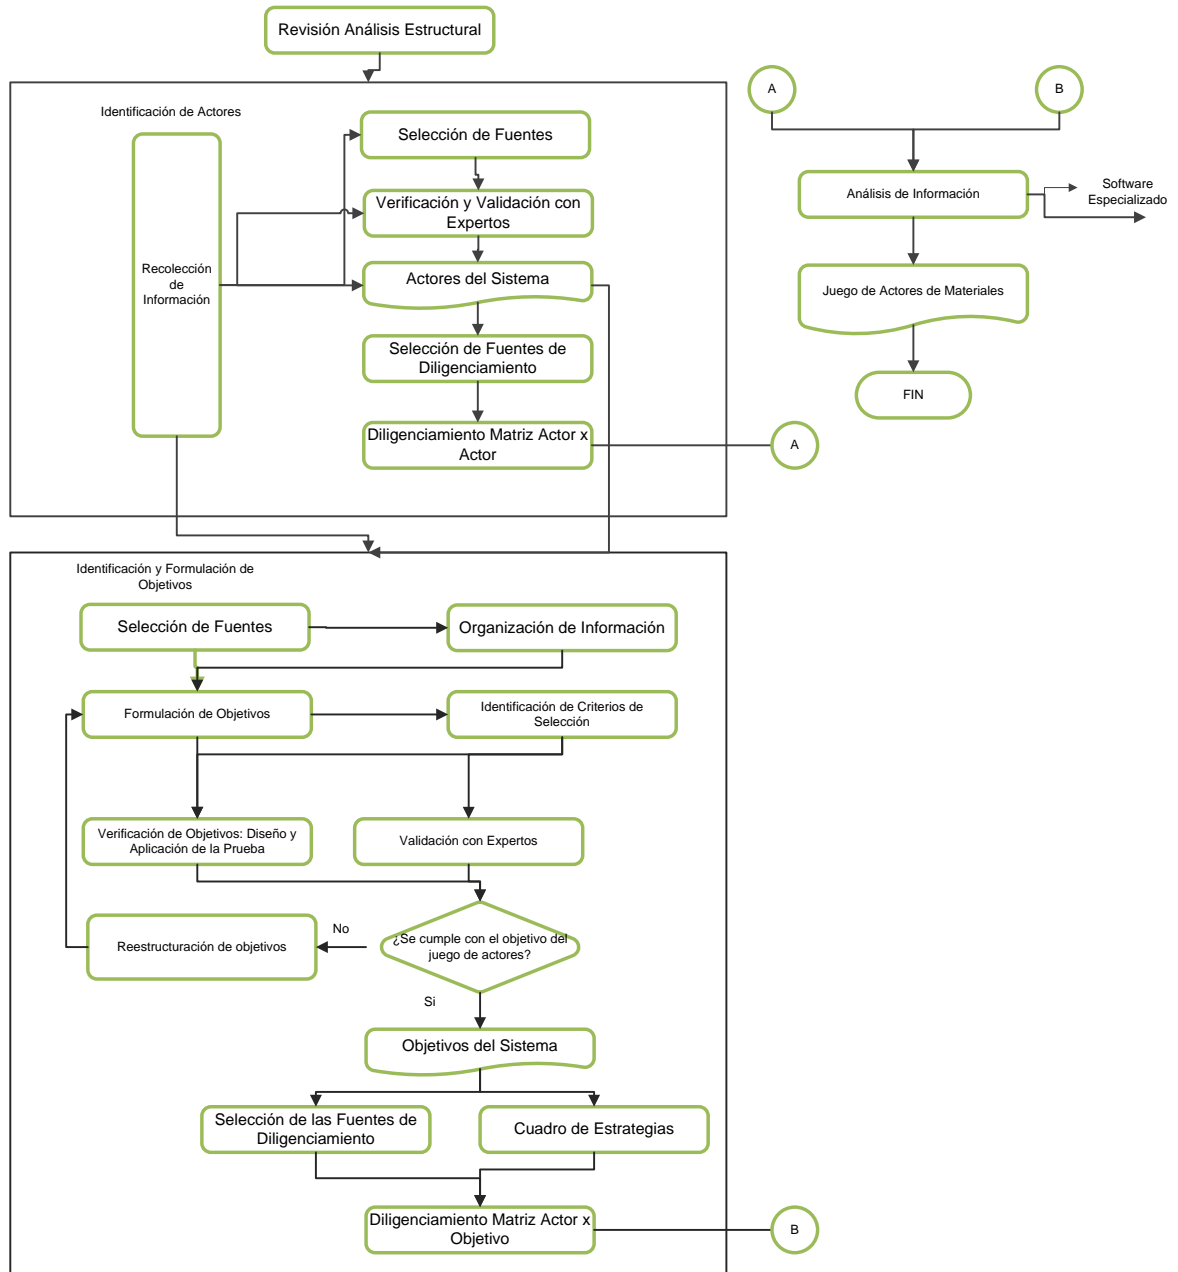 Revisión Análisis Estructural
Identificación de Actores
Selección de Fuentes
Verificación y Validación con
Expertos
Recolección
de
Información
Actores del Sistema
Selección de Fuentes de
Diligenciamiento
Diligenciamiento Matriz Actor x
Actor
A
A
B
Análisis de Información
Software
Especializado
Juego de Actores de Materiales
FIN
Identificación y Formulación de
Objetivos
Selección de Fuentes
Organización de Información
Formulación de Objetivos
Identificación de Criterios de
Selección
Verificación de Objetivos: Diseño y
Aplicación de la Prueba
Validación con Expertos
¿Se cumple con el objetivo del
juego de actores?
No
Reestructuración de objetivos
Si
Objetivos del Sistema
Selección de las Fuentes de
Diligenciamiento
Cuadro de Estrategias
Diligenciamiento Matriz Actor x
Objetivo
B